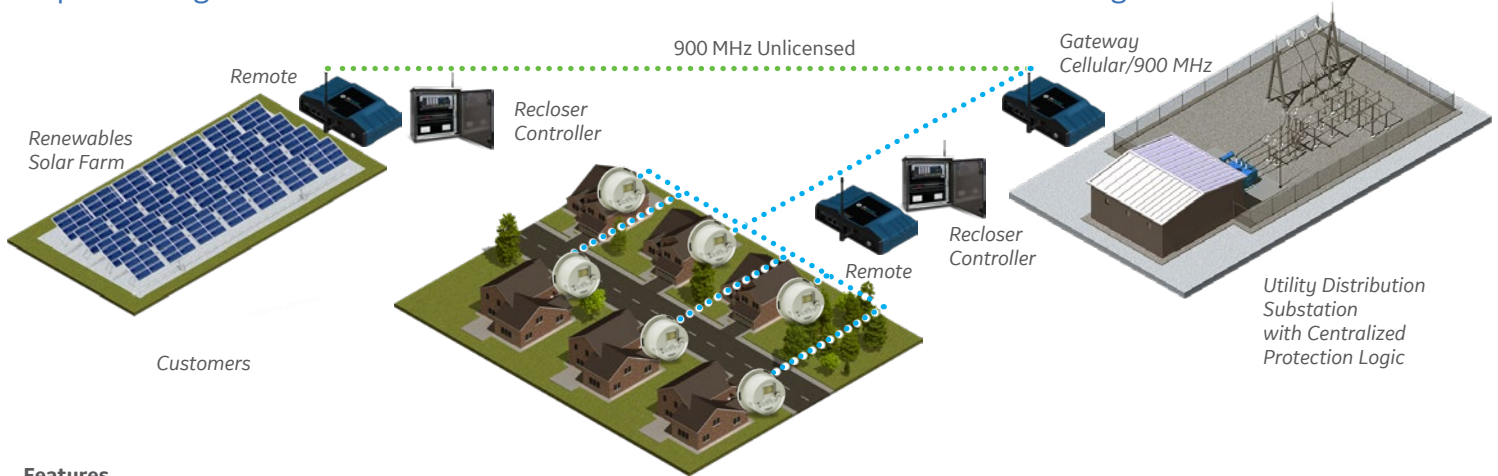 900 MHz Unlicensed
Gateway
Cellular/900 MHz
Remote
Recloser
Controller
Renewables
Solar Farm
Recloser
Controller
Remote
Utility Distribution
Substation
with Centralized
Protection Logic
Customers
Features